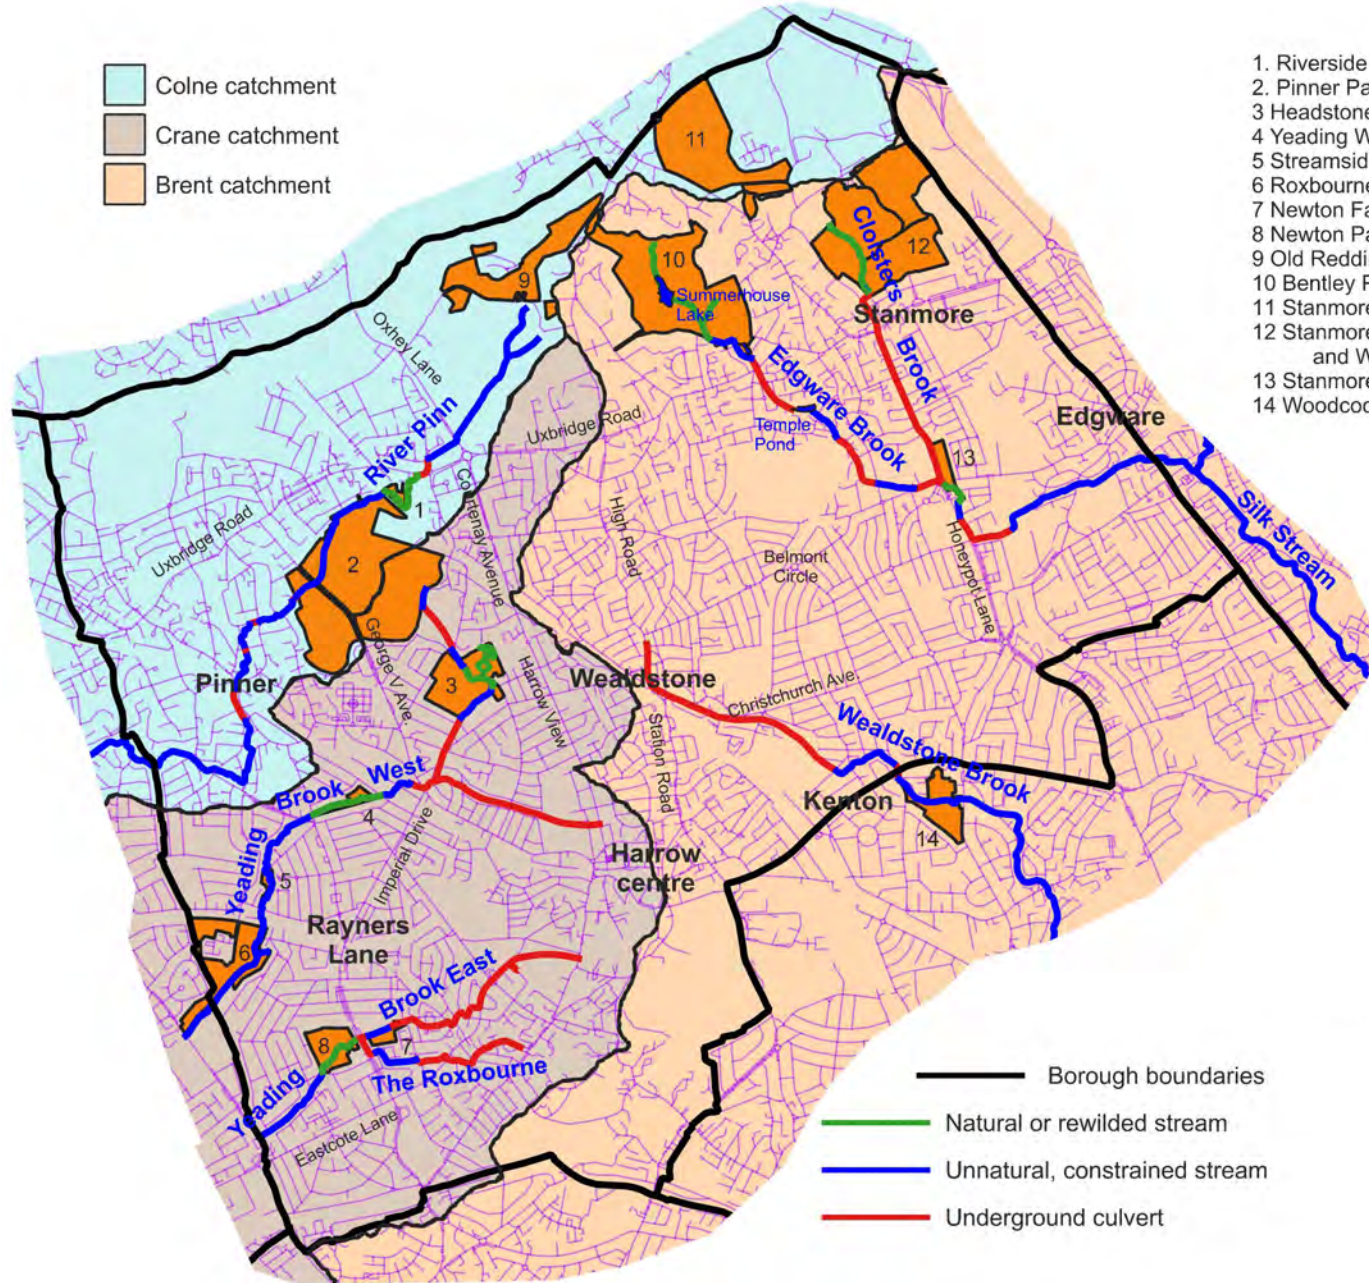 Colne catchment
Crane catchment
Brent catchment
1. Riverside
2. Pinner Pa
3 Headstone
4 Yeading W
5 Streamsid
6 Roxbourne
7 Newton Fa
8 Newton Pa
9 Old Reddi
10 Bentley P
11 Stanmor
12 Stanmore
and W
13 Stanmore
14 Woodcoc
11
12
Cloisters
10
9
Summerhouse
Lake
Stanmore
Oxhey Lane
Brook
Edgware Brook
Edgware
River Pinn
Uxbridge Road
Temple
Pond
13
1
Courtenay Avenue
High Road
Silk Stream
Uxbridge Road
2
Belmont
Circle
Honeypot Lane
George V Ave.
Pinner
3
Harrow View
Wealdstone
Christchurch Ave.
Station Road
Wealdstone Brook
Brook West
4
Kenton
14
Imperial Drive
Harrow
centre
Yeading
5
Rayners
Lane
6
Brook East
8
7
The Roxbourne
Yeading
Eastcote Lane
Borough boundaries
Natural or rewilded stream
Unnatural, constrained stream
Underground culvert